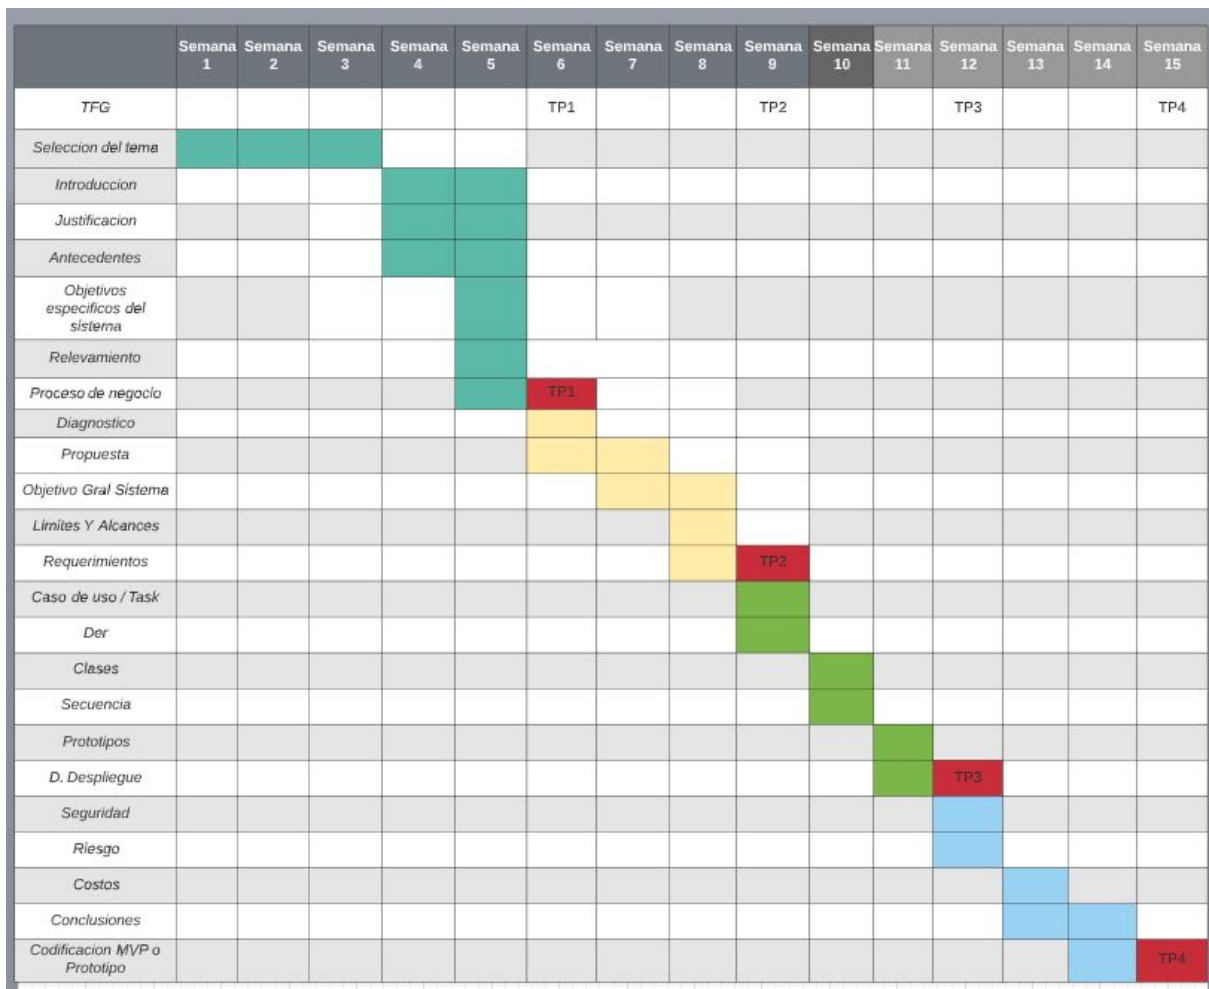 Semana 1 Semana 2 Semana 3 Semana 4 Semana 5 Semana 6 Semana 7 Semana 8 Semana 9 Semana 10 Semana 11 Semana 12 Semana 13 Semana 14 Semana 15
TFG TP1 TP2 TP3 TP4
Seleccion del tema
Introduccion
Justificacion
Antecedentes
Objetivos
especificos del
sistema
Relevamiento
Proceso de negocio TP1
Diagnostico
Propuesta
Objetivo Gral Sistema
Limites Y Alcances
Requerimientos TP2
Caso de uso / Task
Der
Clases
Secuencia
Prototipos
D. Despliegue TP3
Seguridad
Riesgo
Costos
Conclusiones
Codificacion MVP o
Prototipo TP4